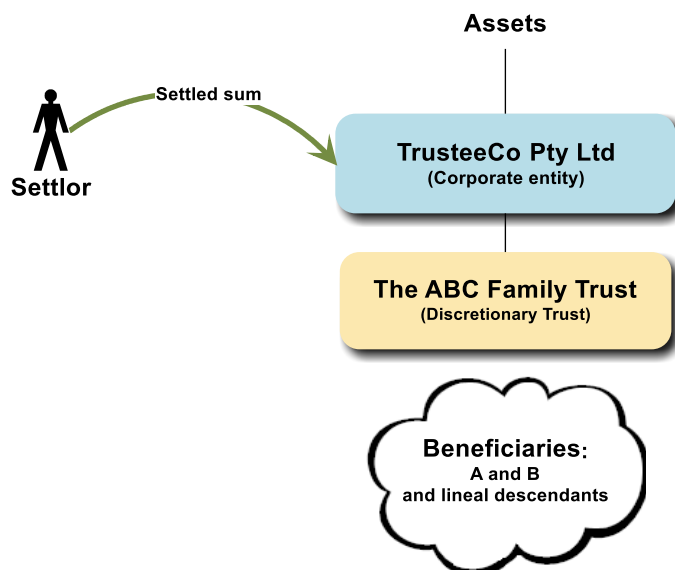 Assets
Settled sum
Settlor
TrusteeCo Pty Ltd
(Corporate entity)
The ABC Family Trust
(Discretionary Trust)
Beneficiaries:
A and B
and lineal descendants